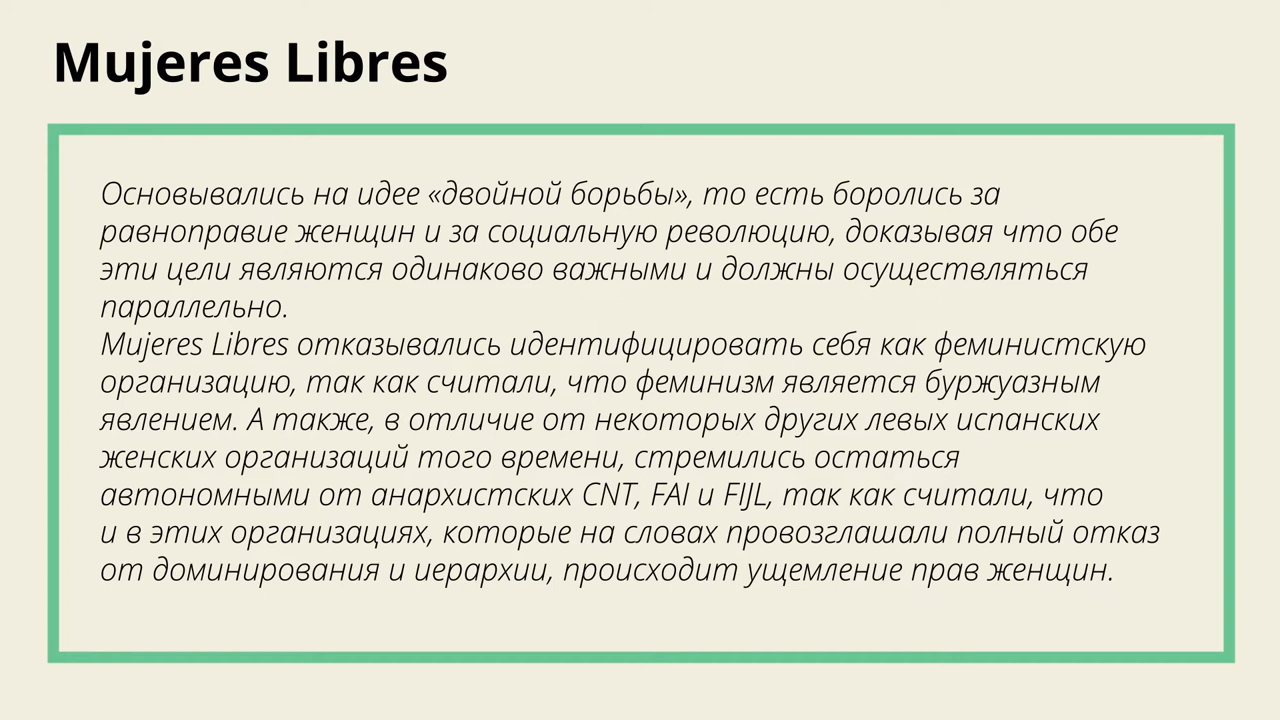 Mujeres Libres
Основывались на идее «двойной борьбы», то есть боролись за
равноправие женщин и за социальную революцию, доказывая что обе
эти цели являются одинаково важными и должны осуществляться
параллельно.
Mujeres Libres отказывались идентифицировать себя как феминистскую
организацию, так как считали, что феминизм является буржуазным
явлением. А также, в отличие от некоторых других левых испанских
женских организаций того времени, стремились остаться
автономными от анархистских CNT, FAI и FIJL, так как считали, что
и в этих организациях, которые на словах провозглашали полный отказ
от доминирования и иерархии, происходит ущемление прав женщин.